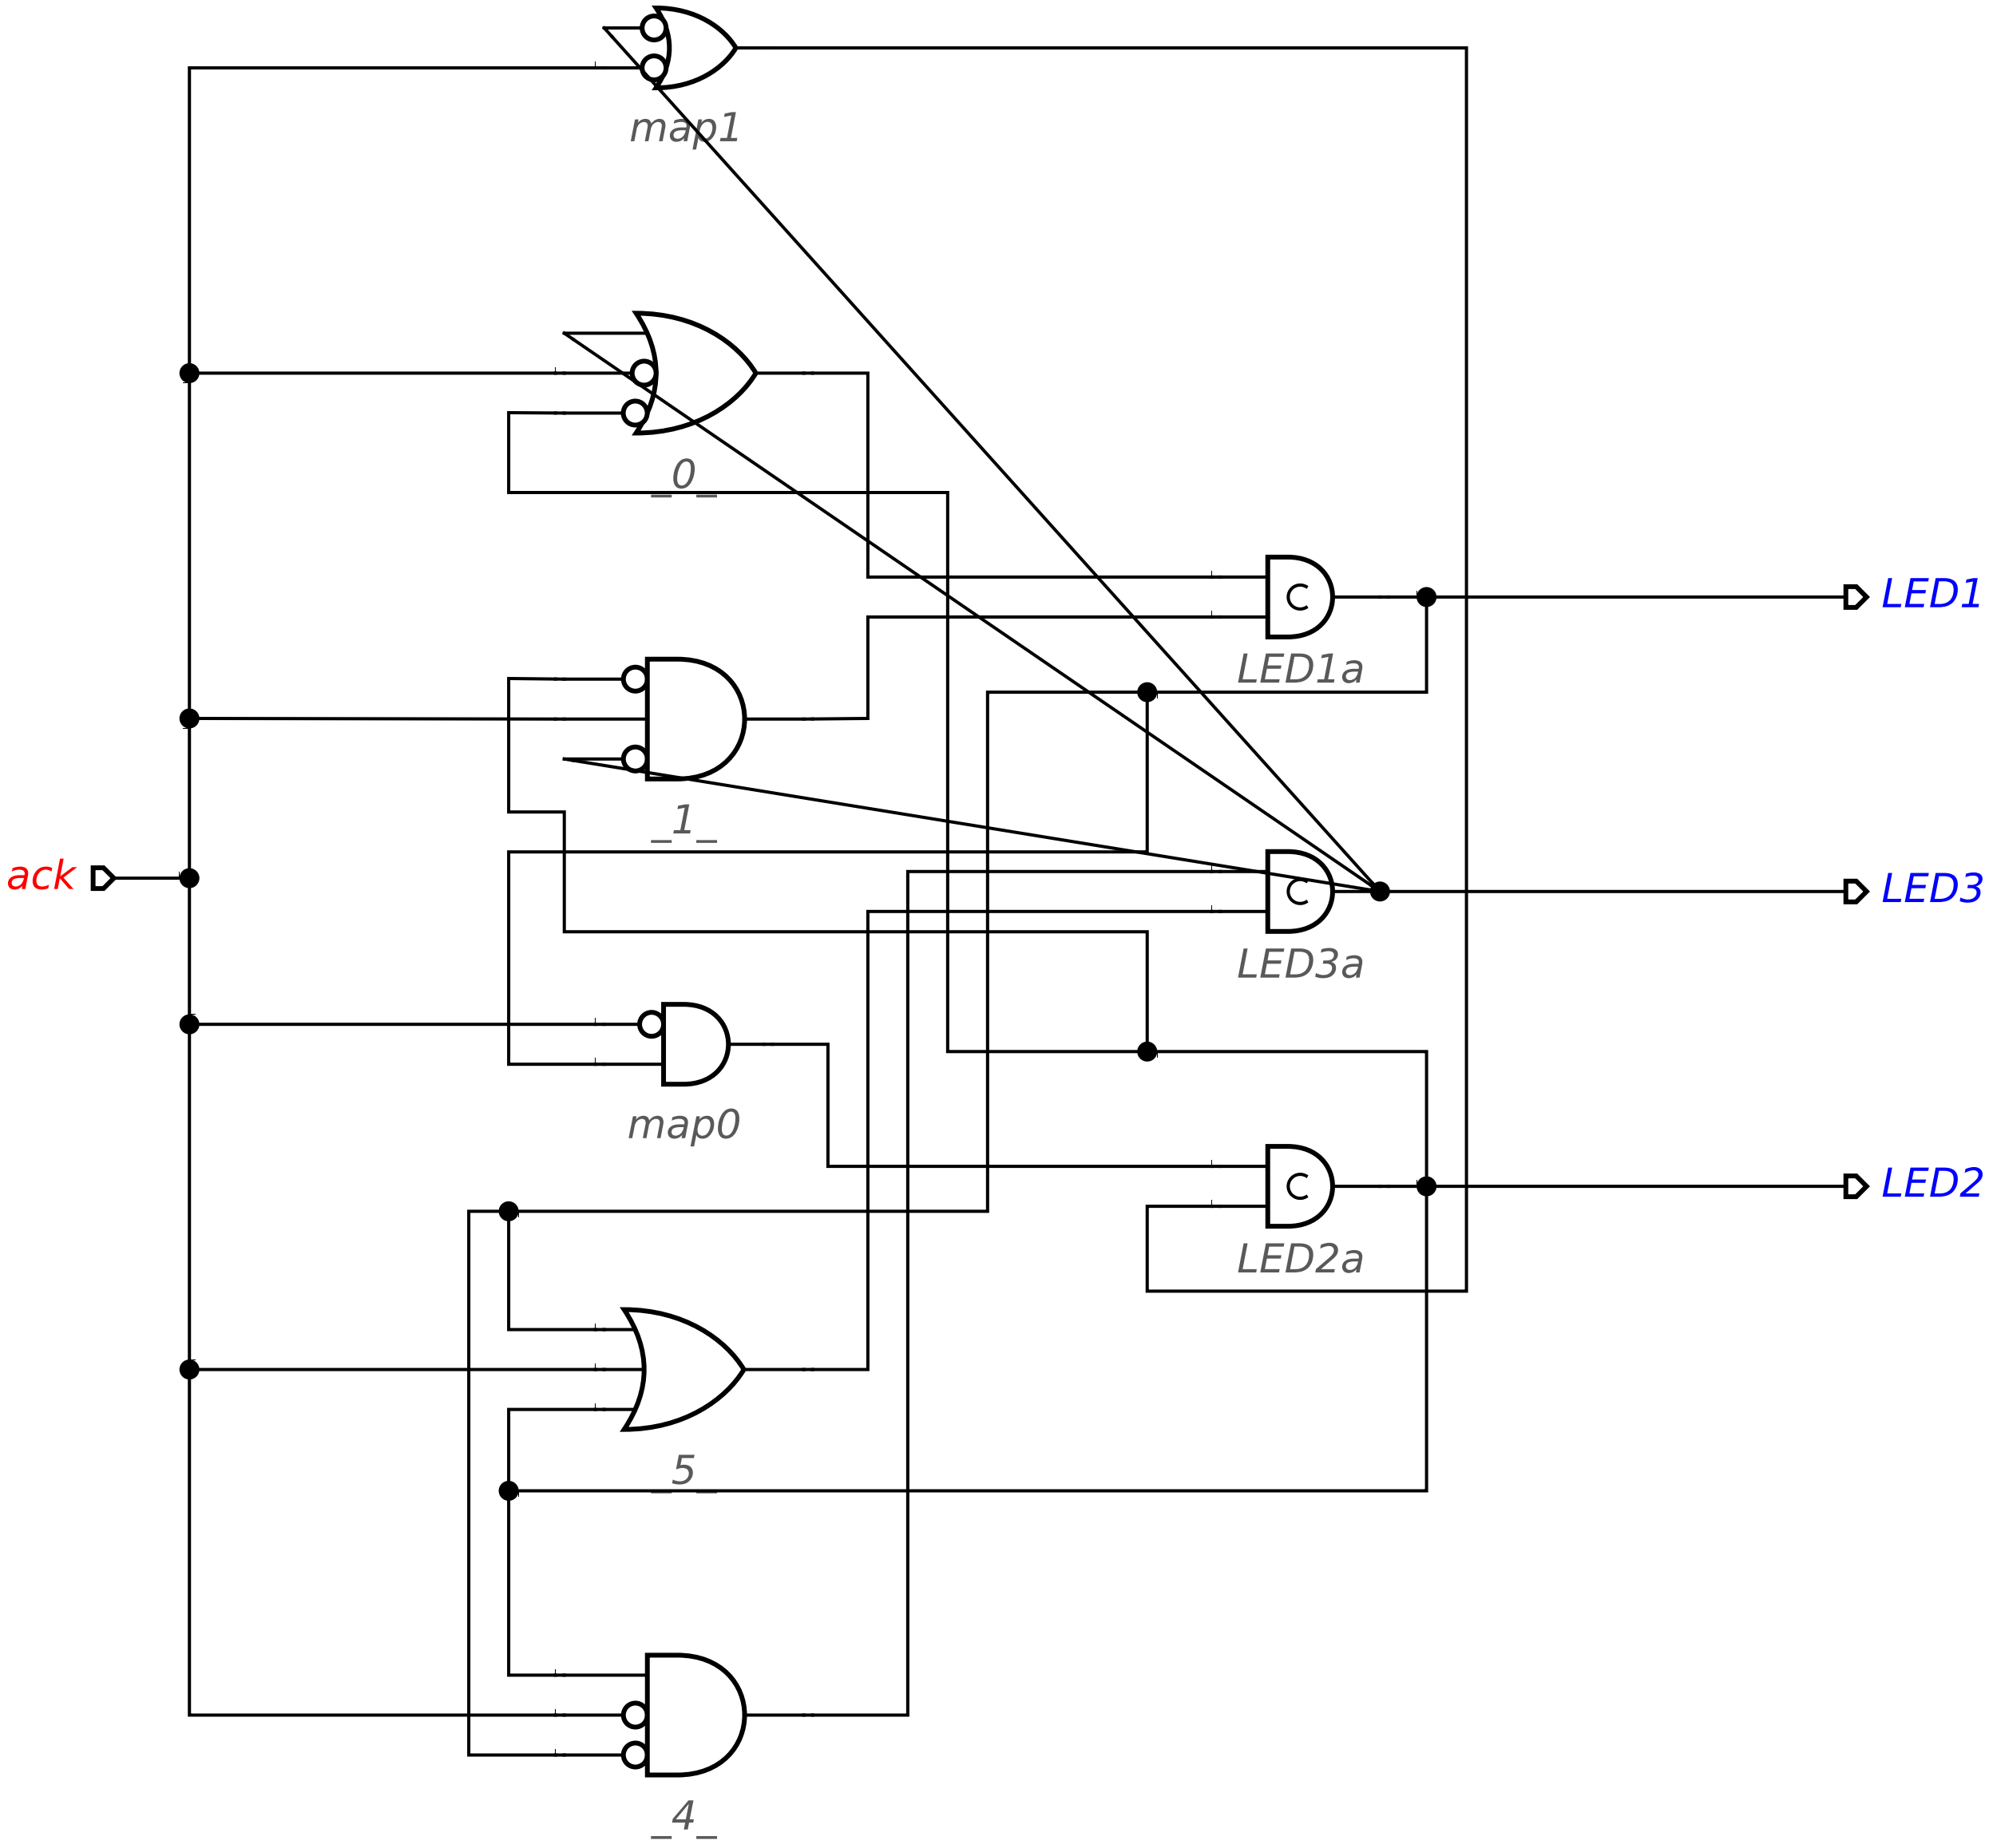 map1
_0_
LED1
LED1a
_1_
ack
LED3
LED3a
map0
LED2
LED2a
_5_
_4_
C
C
C